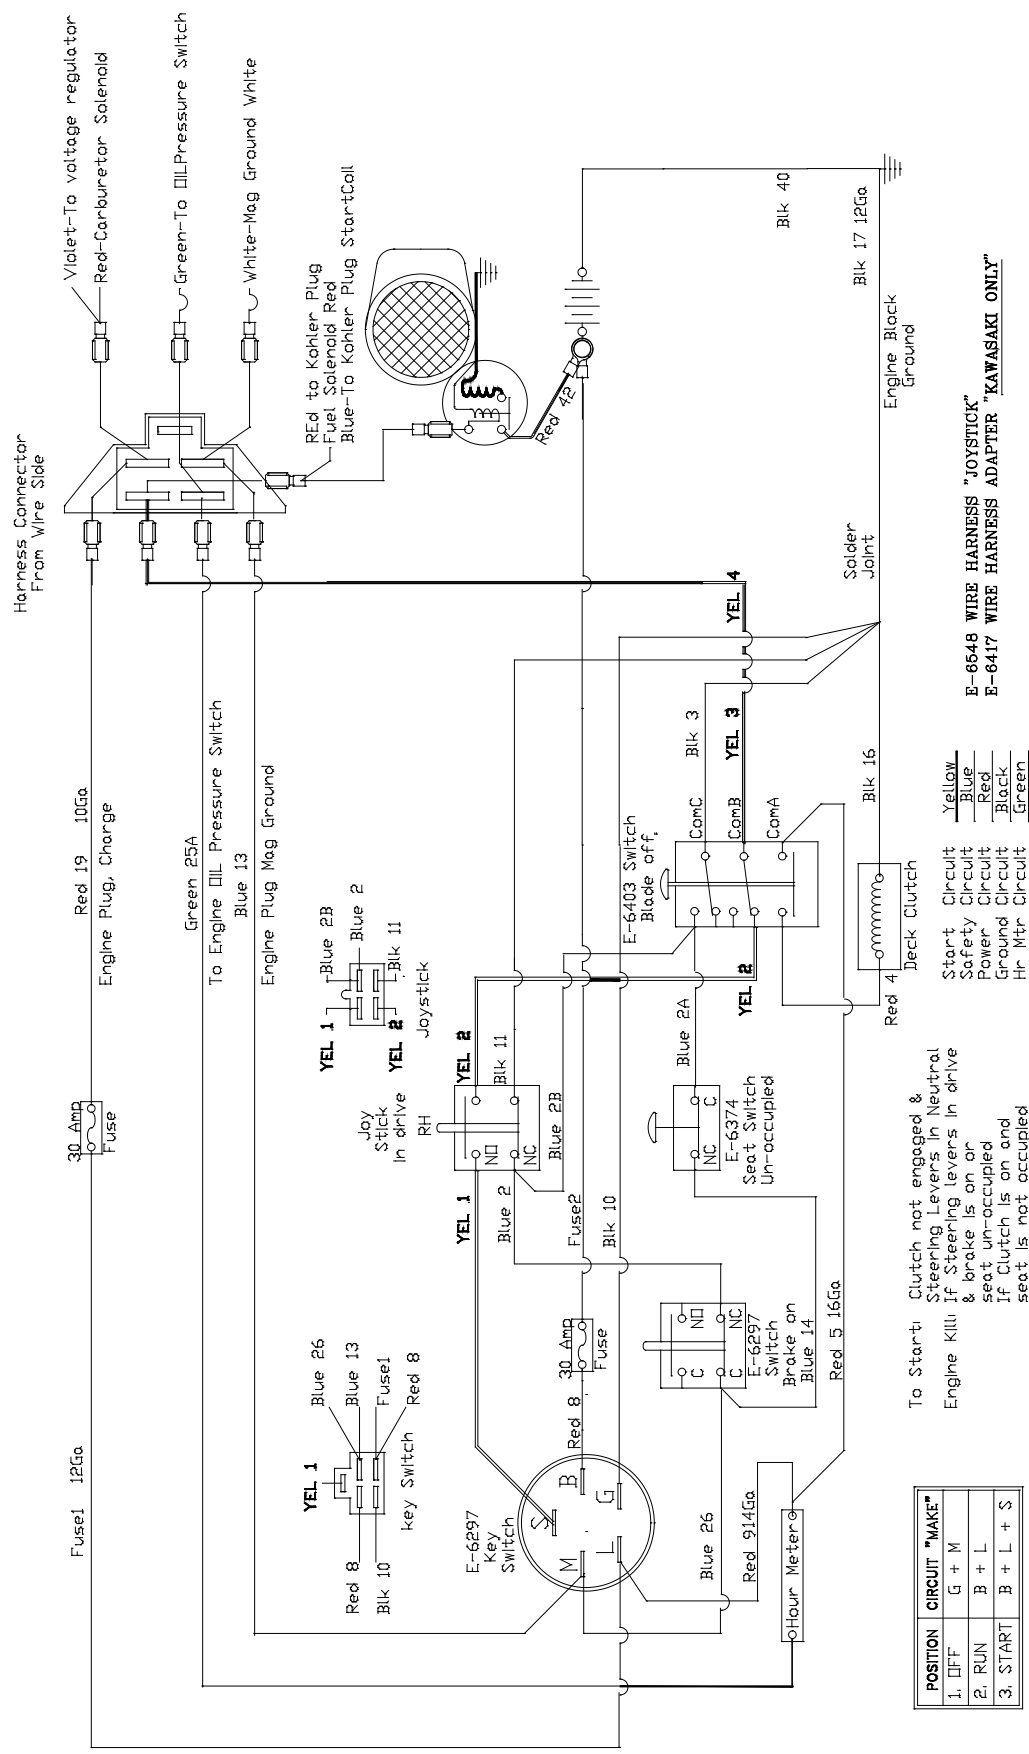 Harness Connector
From Wire Side
Violet-To voltage regulator
Red-Carburetor Solenoid
Green-To OILPressure Switch
White-Mag Ground White
REd to Kohler Plug
Fuel Solenoid Red
Blue-To Kohler Plug StartCoil
Red 42
Blk 40
Blk 17 12Ga
Engine Black
Ground
Solder
Joint
Fuse1 12Ga
30 Amp
Fuse
Red 19 10Ga
Engine Plug, Charge
Green 25A
To Engine OIL Pressure Switch
Blue 13
Engine Plug Mag Ground
YEL 1
Blue 26
Blue 13
Fuse1
Red 8
Red 8
Blk 10
key Switch
YEL 1
YEL 2
Blue 2B
Blue 2
Blk 11
Joystick
Joy
Stick
In drive
RH
NO
NC
YEL 1
YEL 2
Blue 2
Blk 11
Blue 2B
E-6297
Key
Switch
S
B
M
L
G
Red 8
30 Amp
Fuse
Fuse2
Blk 10
C
C
NO
NC
E-6297
Switch
Brake on
Blue 14
Blue 26
Red 914Ga
Hour Meter
Red 5 16Ga
NC
C
E-6374
Seat Switch
Un-occupied
Blue 2A
YEL 2
E-6403 Switch
Blade off,
ComC
ComB
ComA
Blk 3
YEL 3
YEL 4
Red 4
Deck Clutch
Blk 16
POSITION CIRCUIT "MAKE"
1. OFF G + M
2. RUN B + L
3. START B + L + S
To Start: Clutch not engaged &
Steering Levers In Neutral
Engine Kill: If Steering levers In drive
& brake is on or
seat un-occupied
If Clutch is on and
seat is not occupied
Start Circuit Yellow
Safety Circuit Blue
Power Circuit Red
Ground Circuit Black
Hr Mtr Circuit Green
E-6548 WIRE HARNESS "JOYSTICK"
E-6417 WIRE HARNESS ADAPTER "KAWASAKI ONLY"